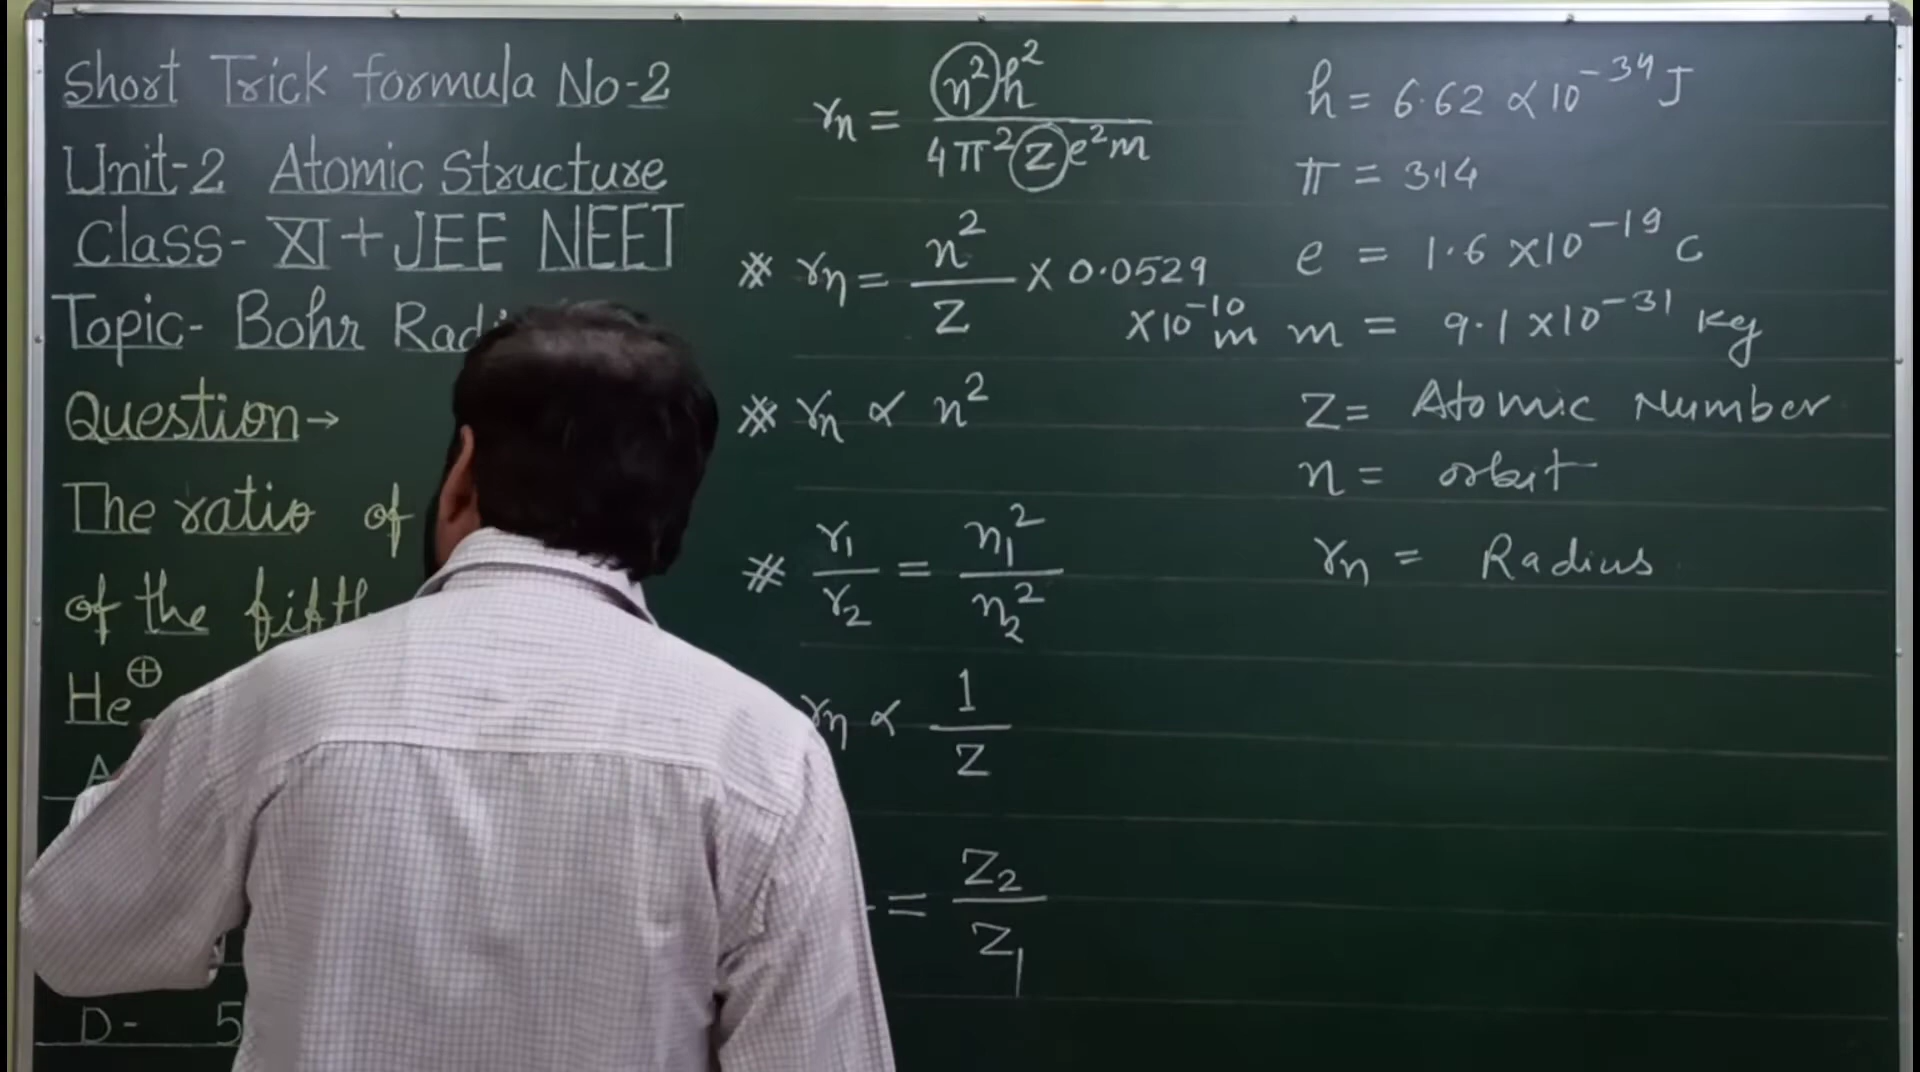 Short Trick formula No-2
Unit-2 Atomic Structure
Class- XI + JEE NEET
Topic- Bohr
Question→
The ratio of
of the
He⊕
A
D- 5
rn = n²h² / 4π²Ze²m
* rn = n² / Z × 0.0529
×10⁻¹⁰ m
* rn ∝ n²
* r₁ / r₂ = n₁² / n₂²
rn ∝ 1 / Z
= Z₂ / Z₁
h = 6.62 ∝ 10⁻³⁴ J
π = 3.14
e = 1.6 ×10⁻¹⁹ C
m = 9.1 ×10⁻³¹ Kg
Z = Atomic Number
n = orbit
rn = Radius